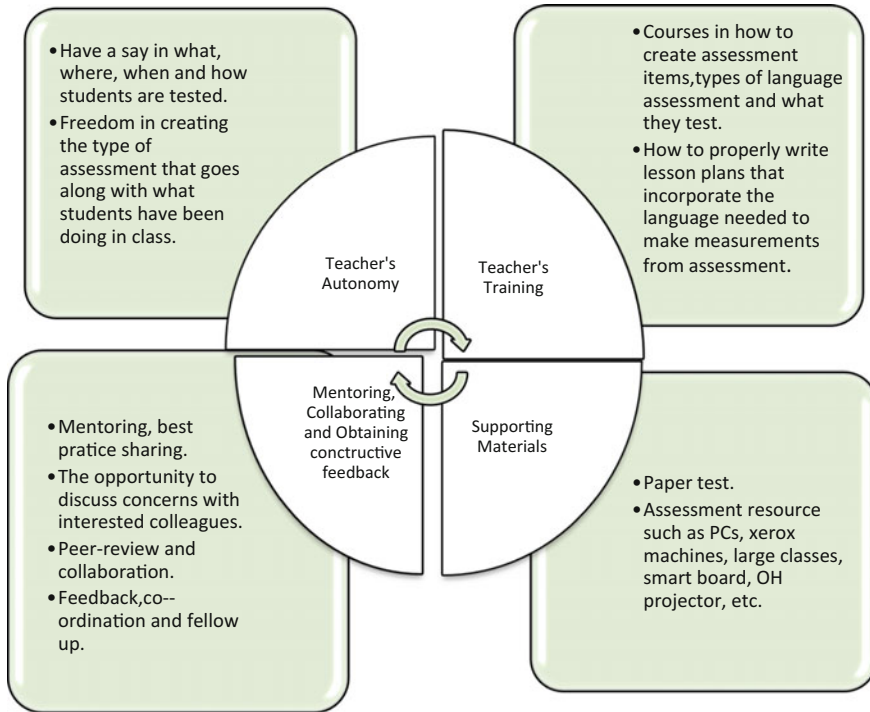 •Have a say in what,
where, when and how
students are tested.
•Freedom in creating
the type of
assessment that goes
along with what
students have been
doing in class.
•Courses in how to
create assessment
items,types of language
assessment and what
they test.
•How to properly write
lesson plans that
incorporate the
language needed to
make measurements
from assessment.
Teacher's
Autonomy
Teacher's
Training
Mentoring,
Collaborating
and Obtaining
conctructive
feedback
Supporting
Materials
•Mentoring, best
pratice sharing.
•The opportunity to
discuss concerns with
interested colleagues.
•Peer-review and
collaboration.
•Feedback,co--
ordination and fellow
up.
•Paper test.
•Assessment resource
such as PCs, xerox
machines, large classes,
smart board, OH
projector, etc.